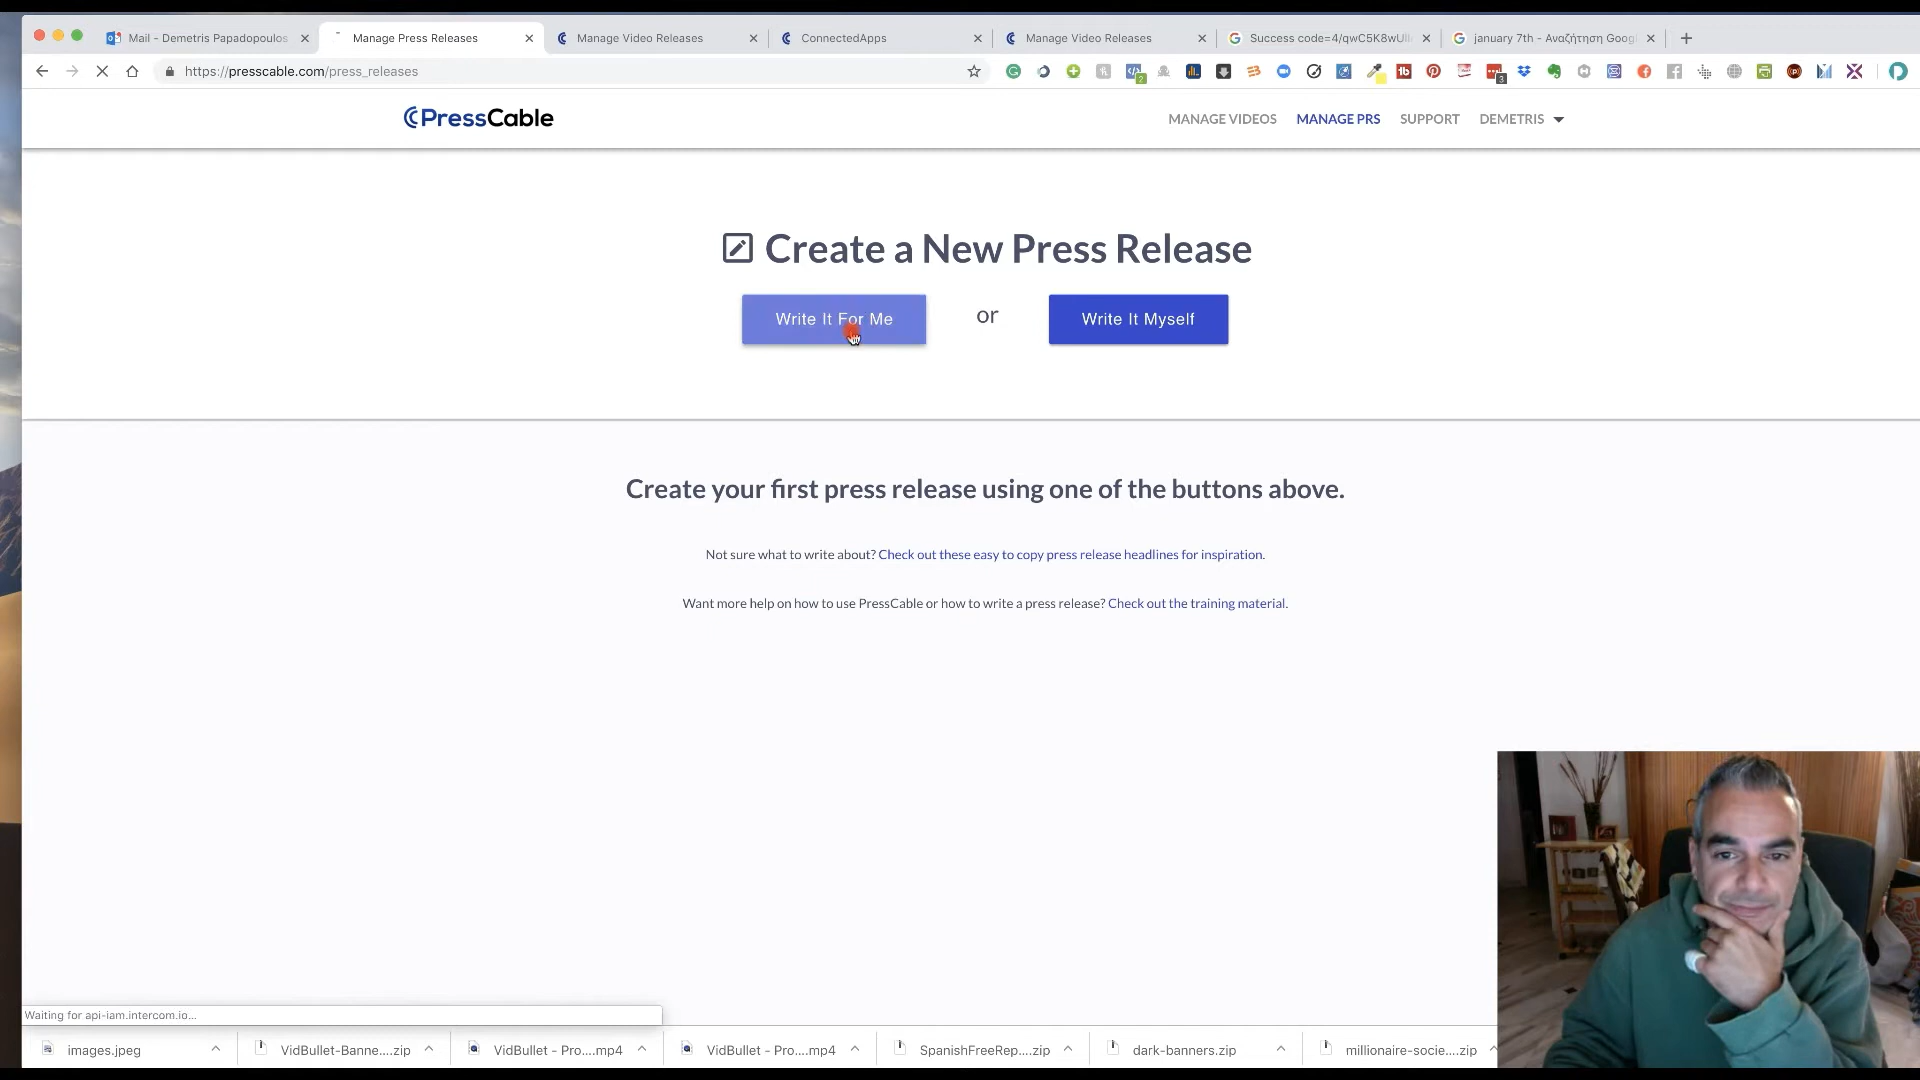 Mail - Demetris Papadopoulos
Manage Press Releases
Manage Video Releases
ConnectedApps
Manage Video Releases
Success code=4/qwC5K8wUl
january 7th - Αναζήτηση Goog
https://presscable.com/press_releases
PressCable
MANAGE VIDEOS
MANAGE PRS
SUPPORT
DEMETRIS
Create a New Press Release
Write It For Me
or
Write It Myself
Create your first press release using one of the buttons above.
Not sure what to write about? Check out these easy to copy press release headlines for inspiration.
Want more help on how to use PressCable or how to write a press release? Check out the training material.
Waiting for api-iam.intercom.io...
images.jpeg
VidBullet-Banne....zip
VidBullet - Pro....mp4
VidBullet - Pro....mp4
SpanishFreeRep....zip
dark-banners.zip
millionaire-socie....zip